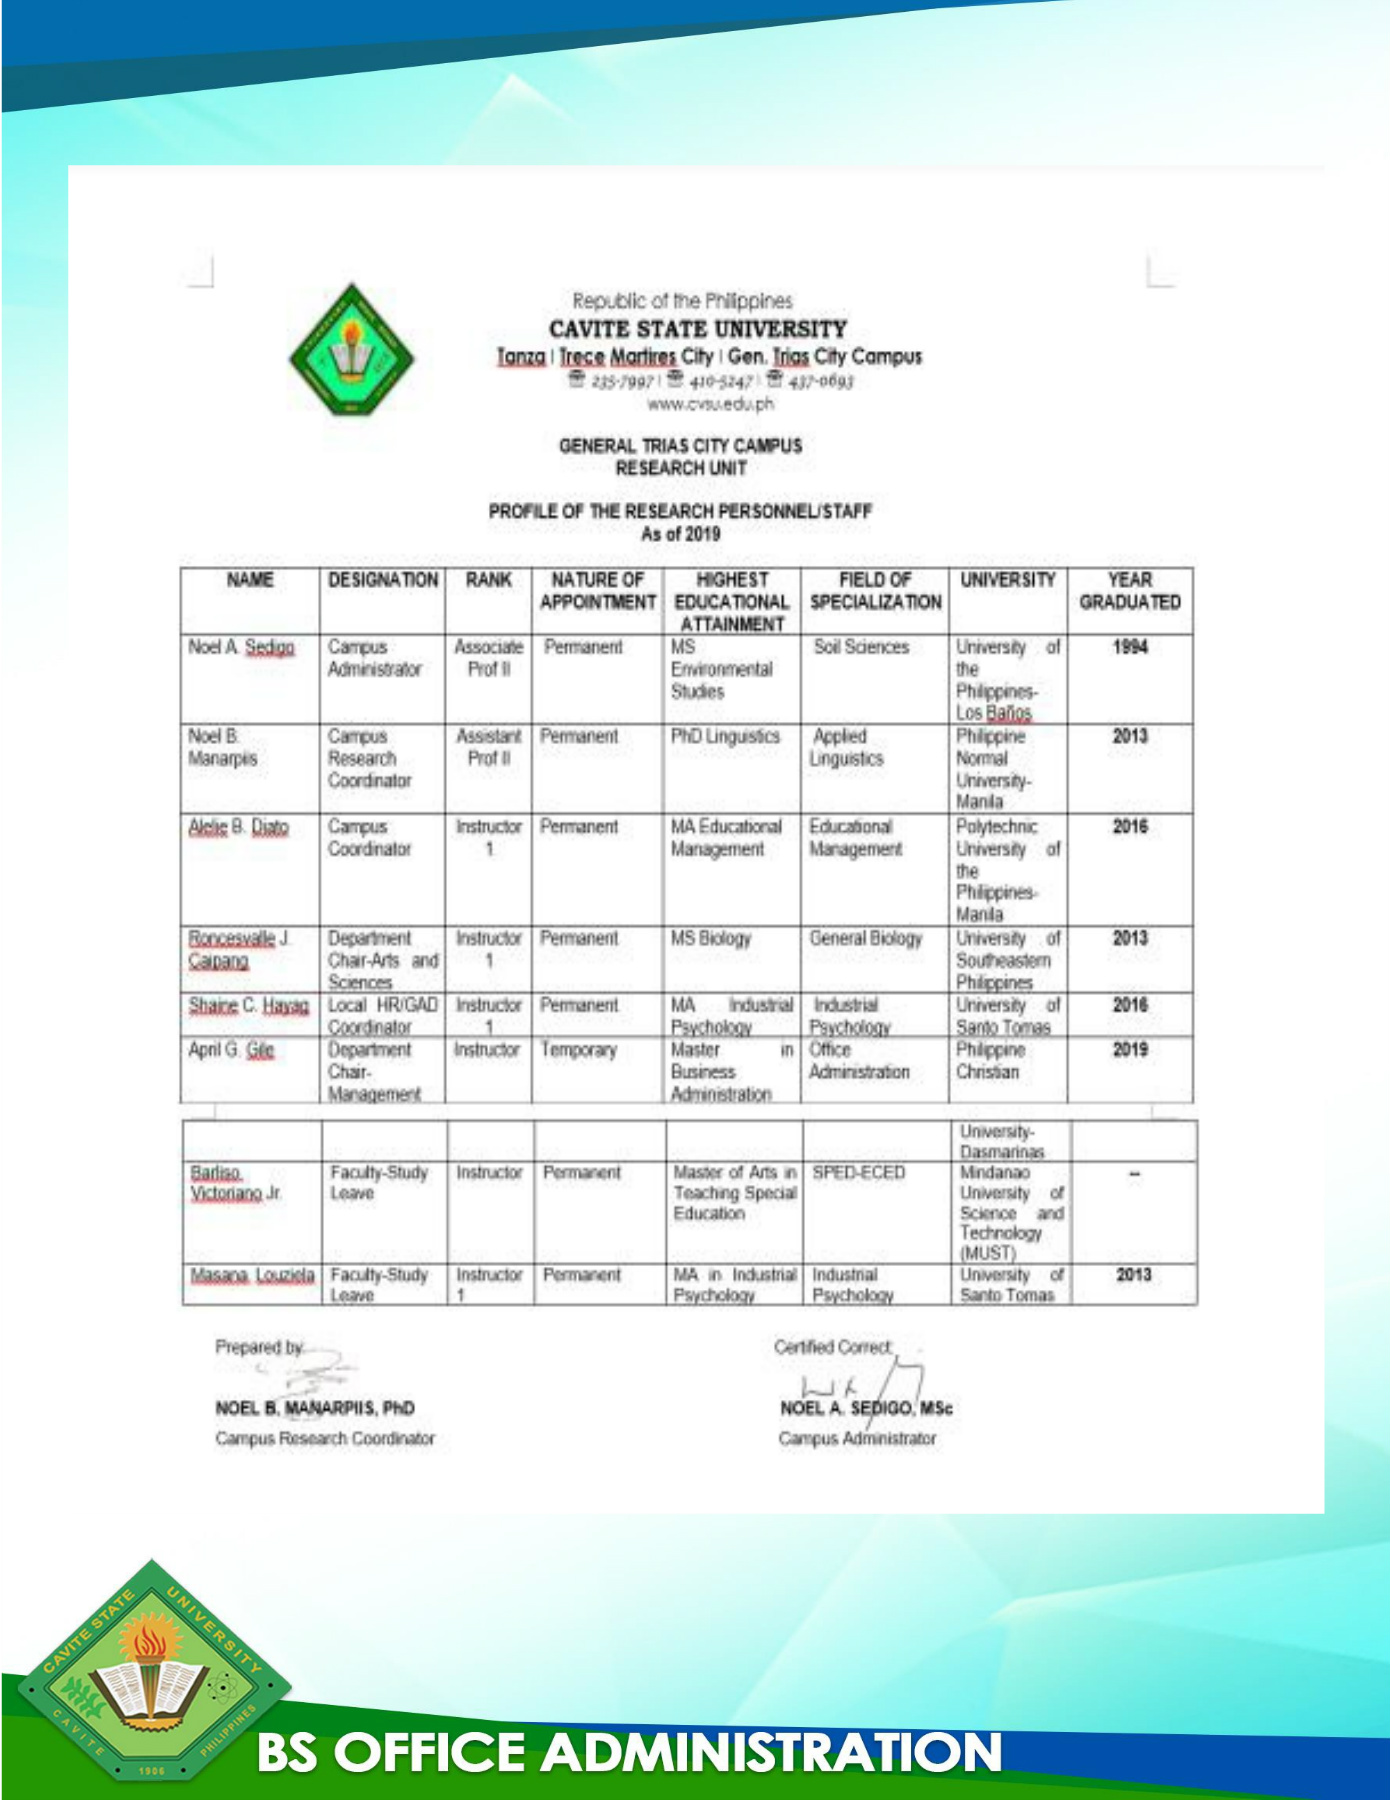 Republic of the Philippines
CAVITE STATE UNIVERSITY
Tanza | Trece Martires City | Gen. Trias City Campus
☎ 235-7997 | ☎ 410-5247 | ☎ 437-0693
www.cvsu.edu.ph
GENERAL TRIAS CITY CAMPUS
RESEARCH UNIT
PROFILE OF THE RESEARCH PERSONNEL/STAFF
As of 2019
NAME DESIGNATION RANK NATURE OF APPOINTMENT HIGHEST EDUCATIONAL ATTAINMENT FIELD OF SPECIALIZATION UNIVERSITY YEAR GRADUATED
Noel A. Sedigo Campus Administrator Associate Prof II Permanent MS Environmental Studies Soil Sciences University of the Philippines-Los Baños 1994
Noel B. Manarpiis Campus Research Coordinator Assistant Prof II Permanent PhD Linguistics Applied Linguistics Philippine Normal University-Manila 2013
Alelie B. Diato Campus Coordinator Instructor 1 Permanent MA Educational Management Educational Management Polytechnic University of the Philippines-Manila 2016
Roncesvalle J. Caipang Department Chair-Arts and Sciences Instructor 1 Permanent MS Biology General Biology University of Southeastern Philippines 2013
Shaine C. Hayag Local HR/GAD Coordinator Instructor 1 Permanent MA Industrial Psychology Industrial Psychology University of Santo Tomas 2016
April G. Gile Department Chair-Management Instructor Temporary Master in Business Administration Office Administration Philippine Christian 2019
University-Dasmarinas
Barliso, Victoriano Jr. Faculty-Study Leave Instructor Permanent Master of Arts in Teaching Special Education SPED-ECED Mindanao University of Science and Technology (MUST) --
Masana, Louziela Faculty-Study Leave Instructor 1 Permanent MA in Industrial Psychology Industrial Psychology University of Santo Tomas 2013
Prepared by: Certified Correct:
NOEL B. MANARPIIS, PhD NOEL A. SEDIGO, MSc
Campus Research Coordinator Campus Administrator
CAVITE STATE UNIVERSITY
CAVITE 1906 PHILIPPINES
BS OFFICE ADMINISTRATION